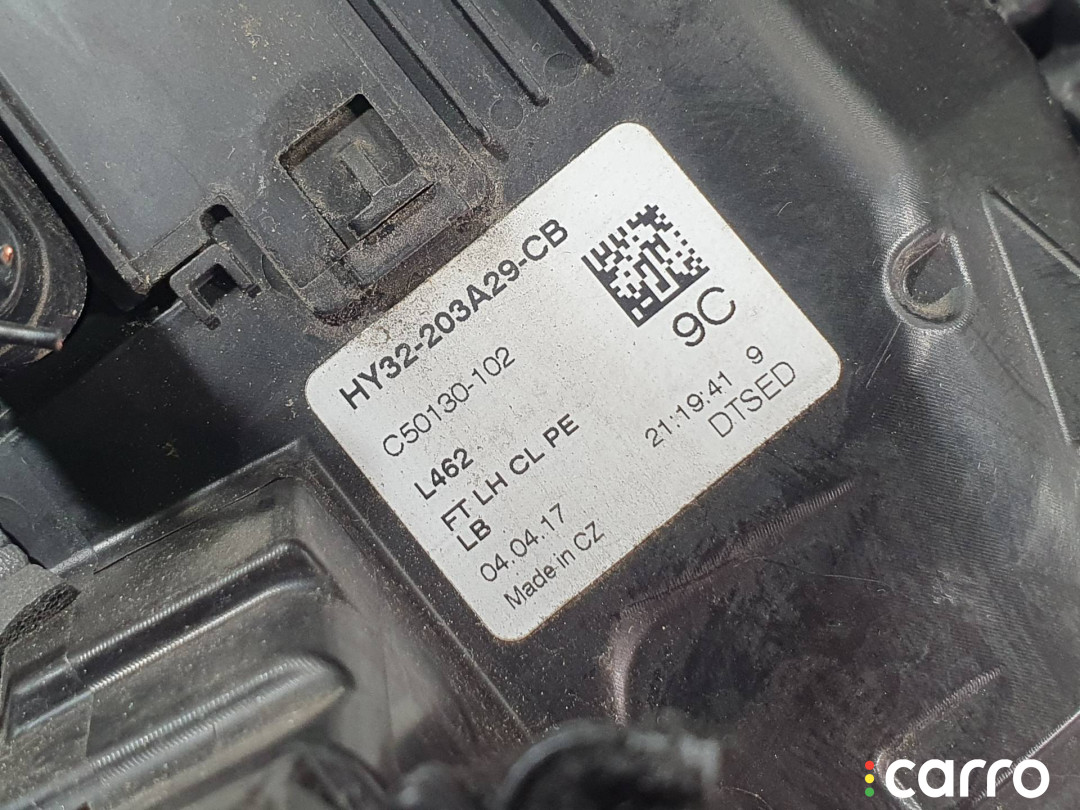 HY32-203A29-CB
C50130-102
9C
L462
FT LH CL PE
LB
21:19:41 9
04.04.17
DTSED
Made in CZ
carro